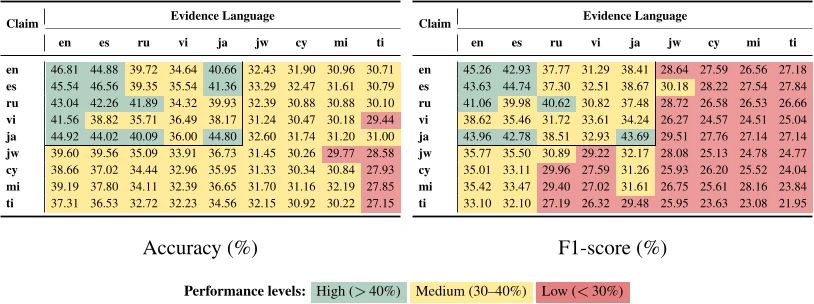 Claim Evidence Language
en es ru vi ja jw cy mi ti
en 46.81 44.88 39.72 34.64 40.66 32.43 31.90 30.96 30.71
es 45.54 46.56 39.35 35.54 41.36 33.29 32.47 31.61 30.79
ru 43.04 42.26 41.89 34.32 39.93 32.39 30.88 30.88 30.10
vi 41.56 38.82 35.71 36.49 38.17 31.24 30.47 30.18 29.44
ja 44.92 44.02 40.09 36.00 44.80 32.60 31.74 31.20 31.00
jw 39.60 39.56 35.09 33.91 36.73 31.45 30.26 29.77 28.58
cy 38.66 37.02 34.44 32.96 35.95 31.33 30.34 30.84 27.93
mi 39.19 37.80 34.11 32.39 36.65 31.70 31.16 32.19 27.85
ti 37.31 36.53 32.72 32.23 34.56 32.15 30.92 30.22 27.15
Accuracy (%)
Claim Evidence Language
en es ru vi ja jw cy mi ti
en 45.26 42.93 37.77 31.29 38.41 28.64 27.59 26.56 27.18
es 43.63 44.74 37.30 32.51 38.67 30.18 28.22 27.54 27.84
ru 41.06 39.98 40.62 30.82 37.48 28.72 26.58 26.53 26.66
vi 38.62 35.46 31.72 33.61 34.24 26.27 24.57 24.51 25.04
ja 43.96 42.78 38.51 32.93 43.69 29.51 27.76 27.14 27.14
jw 35.77 35.50 30.89 29.22 32.17 28.08 25.13 24.78 24.77
cy 35.01 33.11 29.96 27.59 31.26 25.93 26.20 25.52 24.04
mi 35.42 33.47 29.40 27.02 31.61 26.75 25.61 28.16 23.84
ti 33.10 32.10 27.19 26.32 29.48 25.95 23.63 23.08 21.95
F1-score (%)
Performance levels: High (> 40%) Medium (30–40%) Low (< 30%)